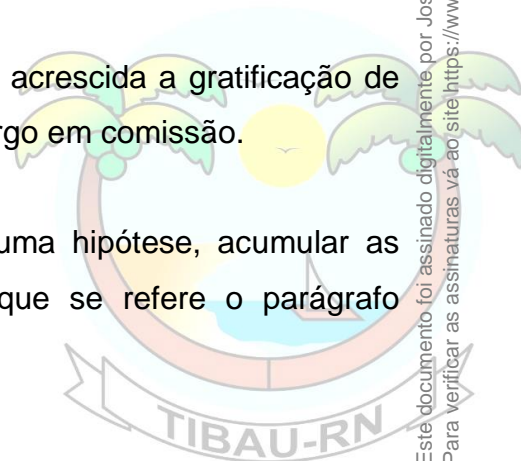 acrescida a gratificação de
rgo em comissão.
uma hipótese, acumular as
que se refere o parágrafo
TIBAU-RN
Este documento foi assinado digitalmente por Jos
Para verificar as assinaturas vá ao site https://ww